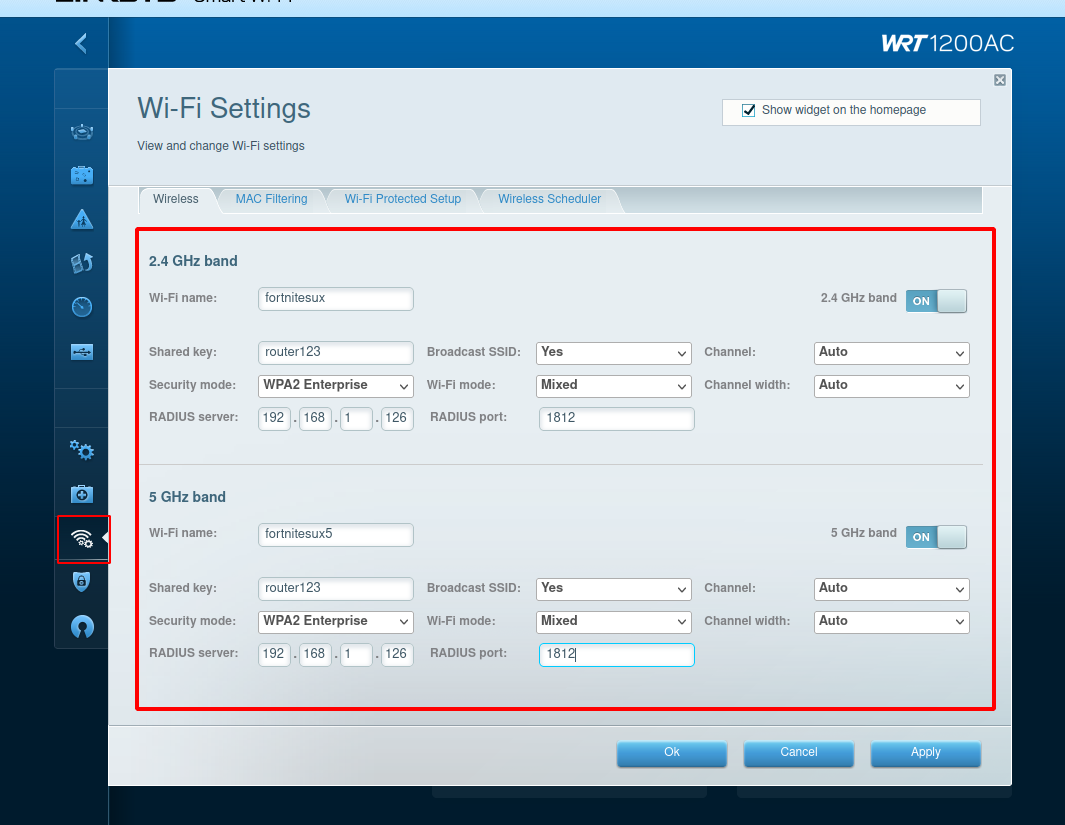 WRT1200AC
Wi-Fi Settings
Show widget on the homepage
View and change Wi-Fi settings
Wireless MAC Filtering Wi-Fi Protected Setup Wireless Scheduler
2.4 GHz band
Wi-Fi name: fortnitesux 2.4 GHz band ON
Shared key: router123 Broadcast SSID: Yes Channel: Auto
Security mode: WPA2 Enterprise Wi-Fi mode: Mixed Channel width: Auto
RADIUS server: 192 . 168 . 1 . 126 RADIUS port: 1812
5 GHz band
Wi-Fi name: fortnitesux5 5 GHz band ON
Shared key: router123 Broadcast SSID: Yes Channel: Auto
Security mode: WPA2 Enterprise Wi-Fi mode: Mixed Channel width: Auto
RADIUS server: 192 . 168 . 1 . 126 RADIUS port: 1812
Ok Cancel Apply